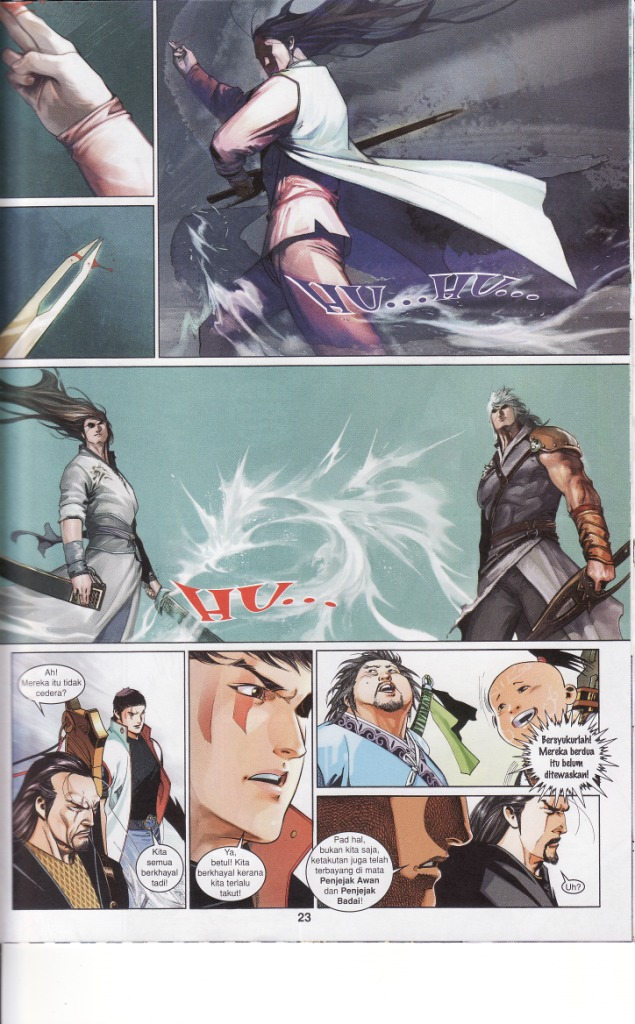 HU...HU...
HU...
Ah!
Mereka itu tidak
cedera?
Kita
semua
berkhayal
tadi!
Ya,
betul! Kita
berkhayal kerana
kita terlalu
takut!
Bersyukurlah!
Mereka berdua
itu belum
ditewaskan!
Pad hal,
bukan kita saja,
ketakutan juga telah
terbayang di mata
Penjejak Awan
dan Penjejak
Badai!
Uh?
23